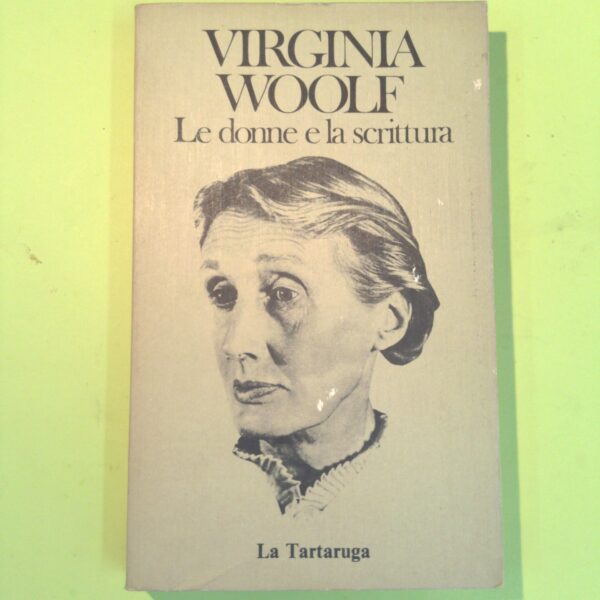 VIRGINIA
WOOLF
Le donne e la scrittura
La Tartaruga